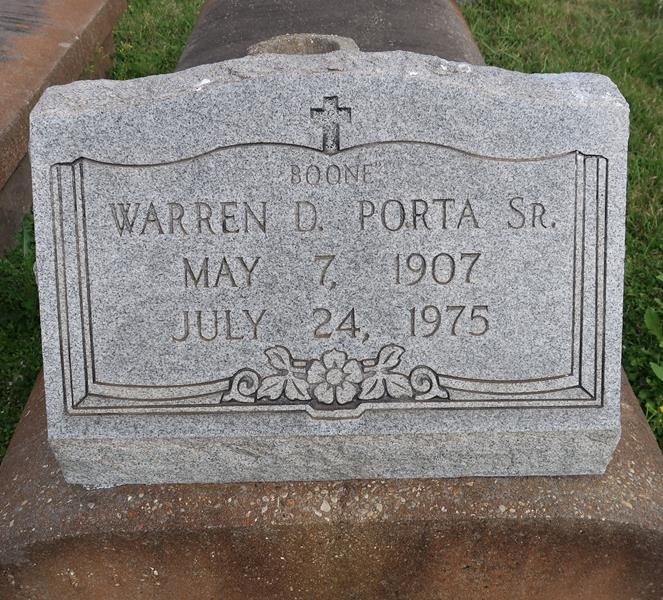 "BOONE"
WARREN D. PORTA SR.
MAY 7, 1907
JULY 24, 1975